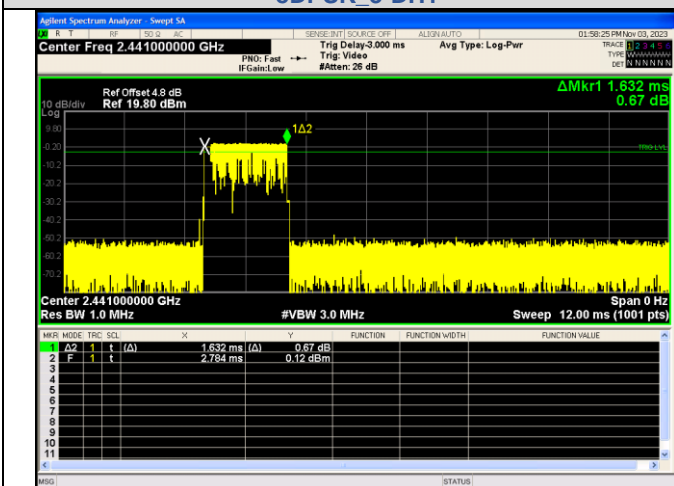 Agilent Spectrum Analyzer - Swept SA
R T RF 50 Ω AC SENSE:INT SOURCE OFF ALIGN AUTO 01:58:25 PM Nov 03, 2023
Center Freq 2.441000000 GHz
PNO: Fast
IFGain:Low
Trig Delay-3.000 ms
Trig: Video
#Atten: 26 dB
Avg Type: Log-Pwr
TRACE 1 2 3 4 5 6
TYPE
DET N N N N N N
ΔMkr1 1.632 ms
0.67 dB
Ref Offset 4.8 dB
10 dB/div Ref 19.80 dBm
Log
9.80
-0.20
-10.2
-20.2
-30.2
-40.2
-50.2
-60.2
-70.2
X
1Δ2
TRIG LVL
Center 2.441000000 GHz Span 0 Hz
Res BW 1.0 MHz #VBW 3.0 MHz Sweep 12.00 ms (1001 pts)
MKR MODE TRC SCL X Y FUNCTION FUNCTION WIDTH FUNCTION VALUE
1 Δ2 1 t (Δ) 1.632 ms (Δ) 0.67 dB
2 F 1 t 2.784 ms 0.12 dBm
3
4
5
6
7
8
9
10
11
MSG STATUS